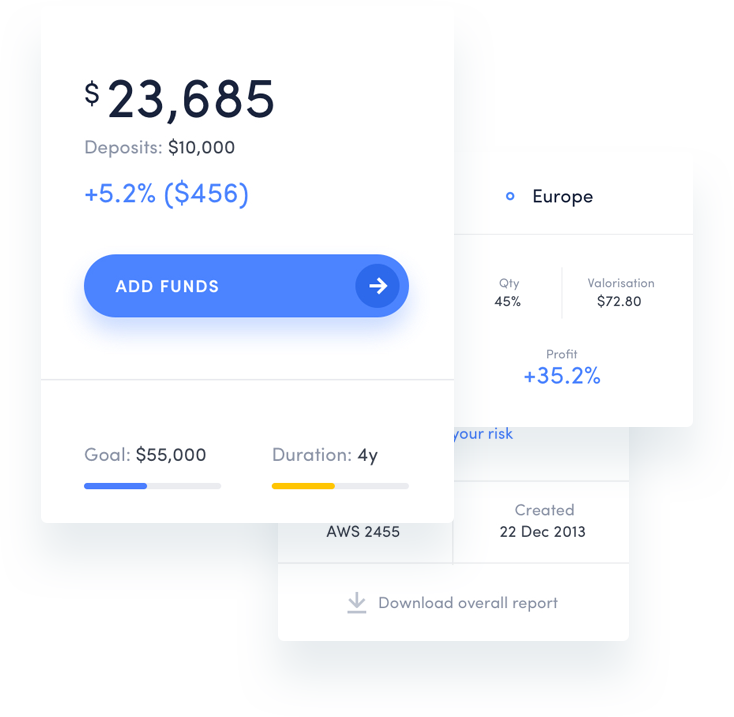 $ 23,685
Deposits: $10,000
+5.2% ($456)
ADD FUNDS
Goal: $55,000
Duration: 4y
Europe
Qty
45%
Valorisation
$72.80
Profit
+35.2%
your risk
AWS 2455
Created
22 Dec 2013
Download overall report